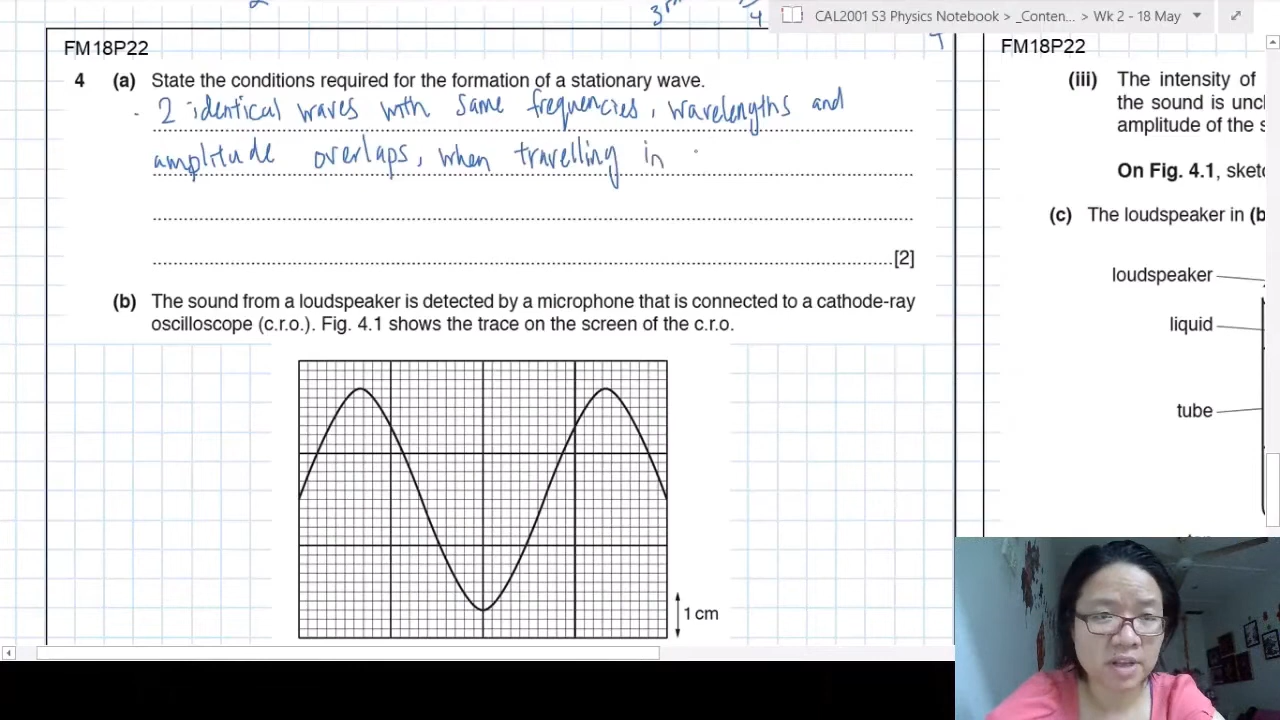 CAL2001 S3 Physics Notebook > _Conten... > Wk 2 - 18 May
FM18P22
4 (a) State the conditions required for the formation of a stationary wave.
2 identical waves with same frequencies, wavelengths and
amplitude overlaps, when travelling in
[2]
(b) The sound from a loudspeaker is detected by a microphone that is connected to a cathode-ray
oscilloscope (c.r.o.). Fig. 4.1 shows the trace on the screen of the c.r.o.
1 cm
FM18P22
(iii) The intensity of
the sound is uncl
amplitude of the s
On Fig. 4.1, sketc
(c) The loudspeaker in (b
loudspeaker
liquid
tube